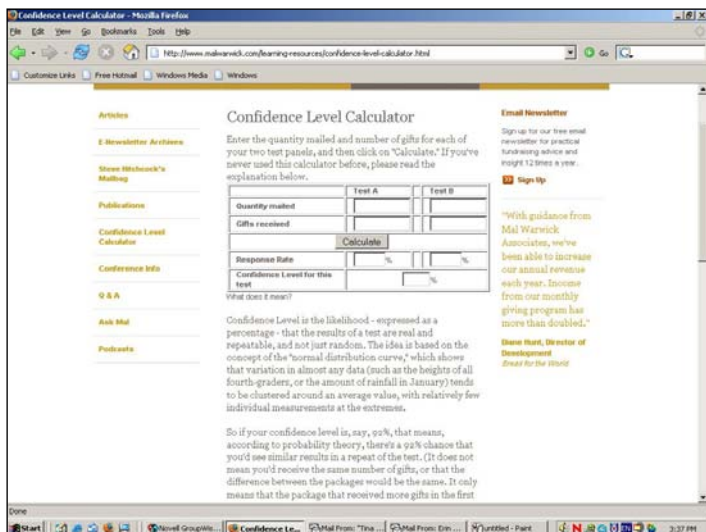 Confidence Level Calculator - Mozilla Firefox
File Edit View Go Bookmarks Tools Help
http://www.malwarwick.com/learning-resources/confidence-level-calculator.html
Go
Customize Links Free Hotmail Windows Media Windows
Articles
E-Newsletter Archives
Steve Hitchcock's
Mailbag
Publications
Confidence Level
Calculator
Conference Info
Q & A
Ask Mal
Podcasts
Confidence Level Calculator
Enter the quantity mailed and number of gifts for each of
your two test panels, and then click on "Calculate." If you've
never used this calculator before, please read the
explanation below.
Test A Test B
Quantity mailed
Gifts received
Calculate
Response Rate % %
Confidence Level for this
test %
What does it mean?
Confidence Level is the likelihood - expressed as a
percentage - that the results of a test are real and
repeatable, and not just random. The idea is based on the
concept of the "normal distribution curve," which shows
that variation in almost any data (such as the heights of all
fourth-graders, or the amount of rainfall in January) tends
to be clustered around an average value, with relatively few
individual measurements at the extremes.
So if your confidence level is, say, 92%, that means,
according to probability theory, there's a 92% chance that
you'd see similar results in a repeat of the test. (It does not
mean you'd receive the same number of gifts, or that the
difference between the packages would be the same. It only
means that the package that received more gifts in the first
Email Newsletter
Sign up for our free email
newsletter for practical
fundraising advice and
insight 12 times a year.
Sign Up
"With guidance from
Mal Warwick
Associates, we've
been able to increase
our annual revenue
each year. Income
from our monthly
giving program has
more than doubled."
Diane Hunt, Director of
Development
Bread for the World
Done
Start Novell GroupWis... Confidence Le... Mail From: "Tina ... Mail From: Erin ... untitled - Paint 3:37 PM